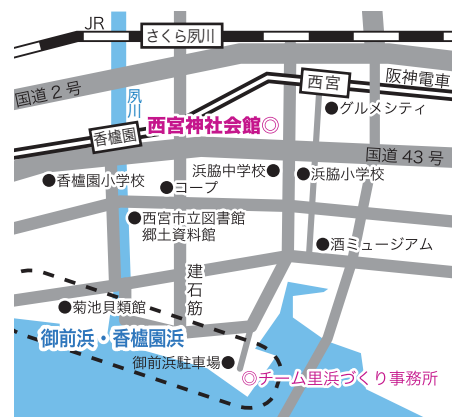 JR
さくら夙川
国道2号
夙川
西宮
阪神電車
グルメシティ
香櫨園
西宮神社会館◎
国道43号
浜脇中学校
浜脇小学校
香櫨園小学校
コープ
西宮市立図書館
郷土資料館
酒ミュージアム
建石筋
菊池貝類館
御前浜・香櫨園浜
御前浜駐車場
◎チーム里浜づくり事務所